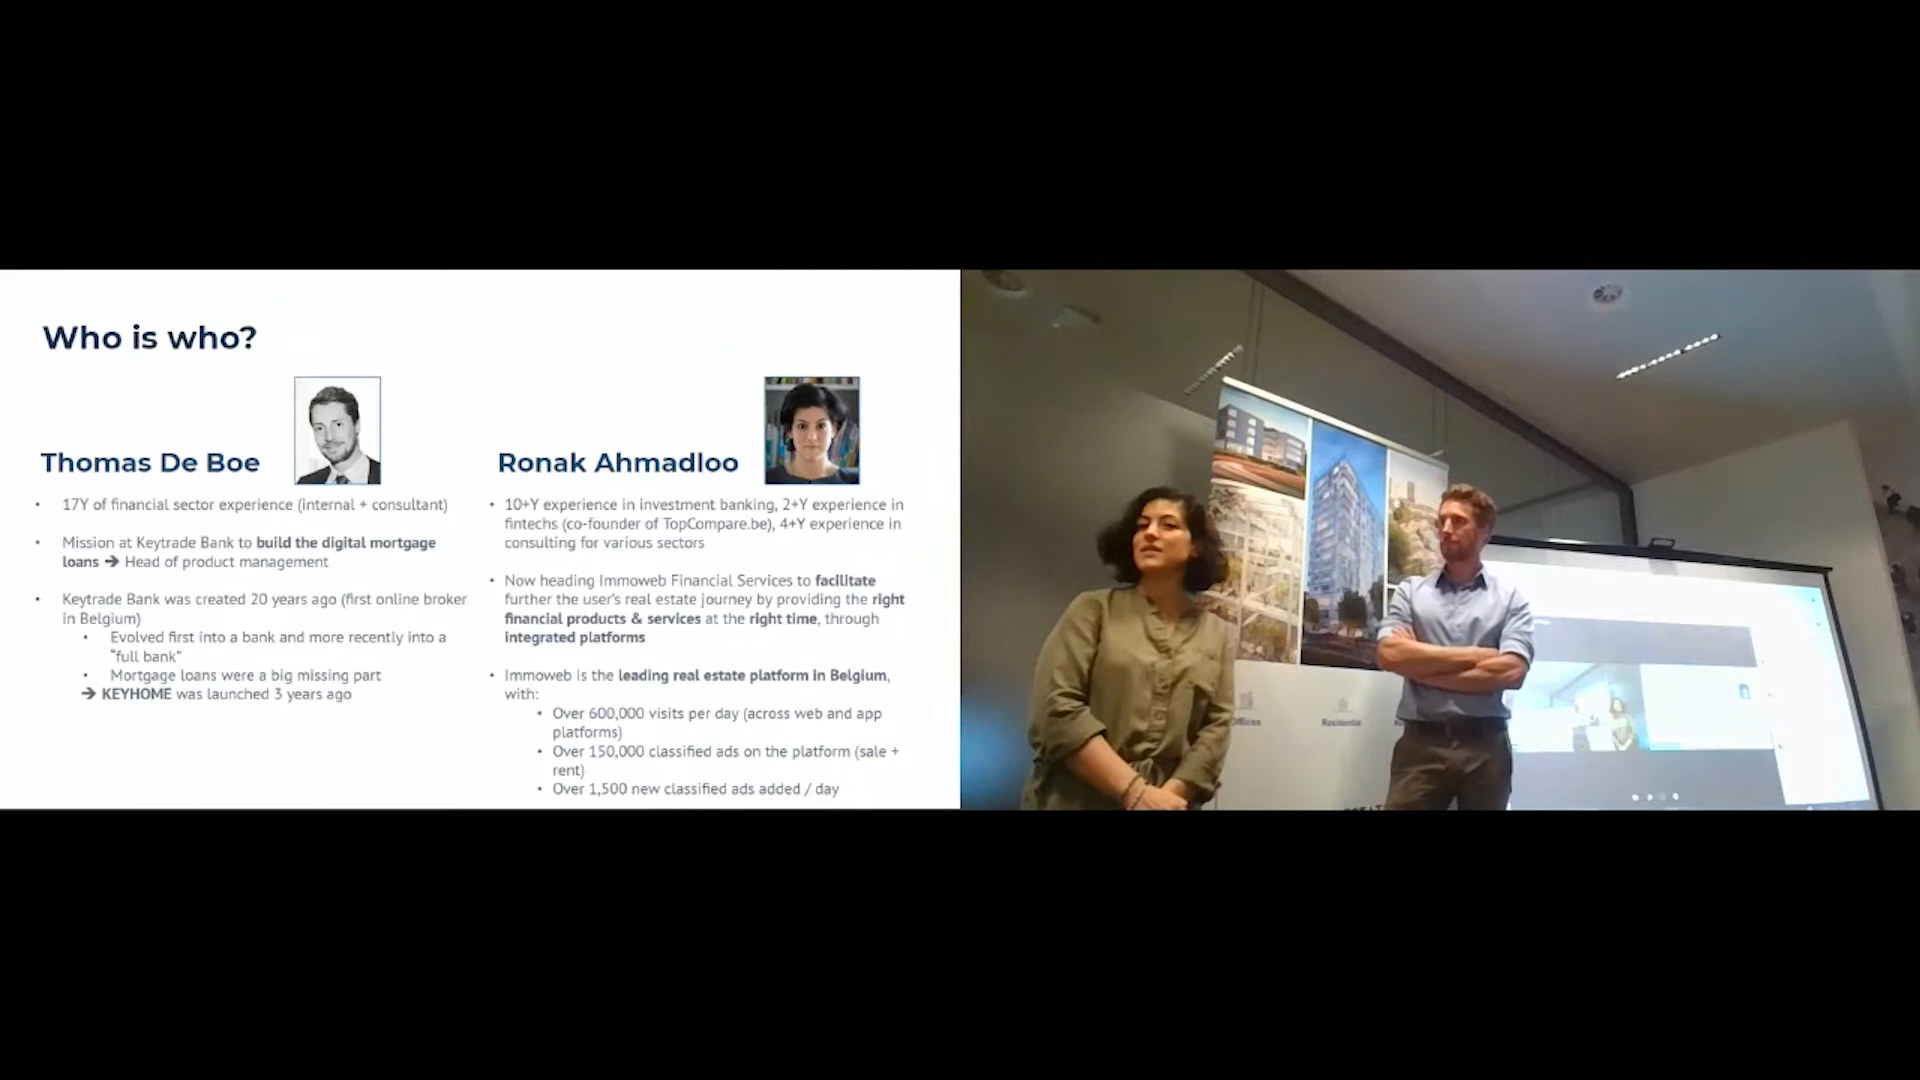 Who is who?
Thomas De Boe
• 17Y of financial sector experience (internal + consultant)
• Mission at Keytrade Bank to build the digital mortgage
loans ➔ Head of product management
• Keytrade Bank was created 20 years ago (first online broker
in Belgium)
• Evolved first into a bank and more recently into a
“full bank”
• Mortgage loans were a big missing part
➔ KEYHOME was launched 3 years ago
Ronak Ahmadloo
• 10+Y experience in investment banking, 2+Y experience in
fintechs (co-founder of TopCompare.be), 4+Y experience in
consulting for various sectors
• Now heading Immoweb Financial Services to facilitate
further the user's real estate journey by providing the right
financial products & services at the right time, through
integrated platforms
• Immoweb is the leading real estate platform in Belgium,
with:
• Over 600,000 visits per day (across web and app
platforms)
• Over 150,000 classified ads on the platform (sale +
rent)
• Over 1,500 new classified ads added / day
Offices
Residential